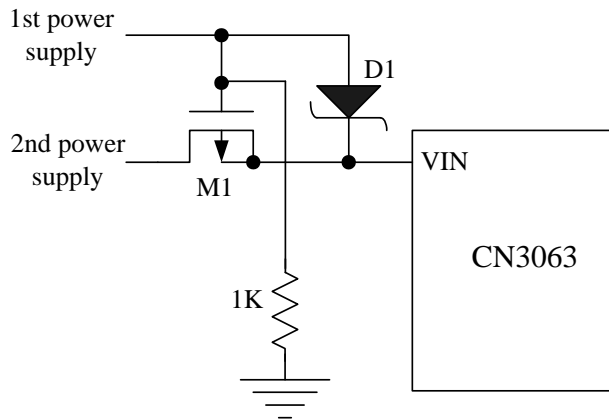 1st power
supply
D1
2nd power
supply
VIN
M1
CN3063
1K